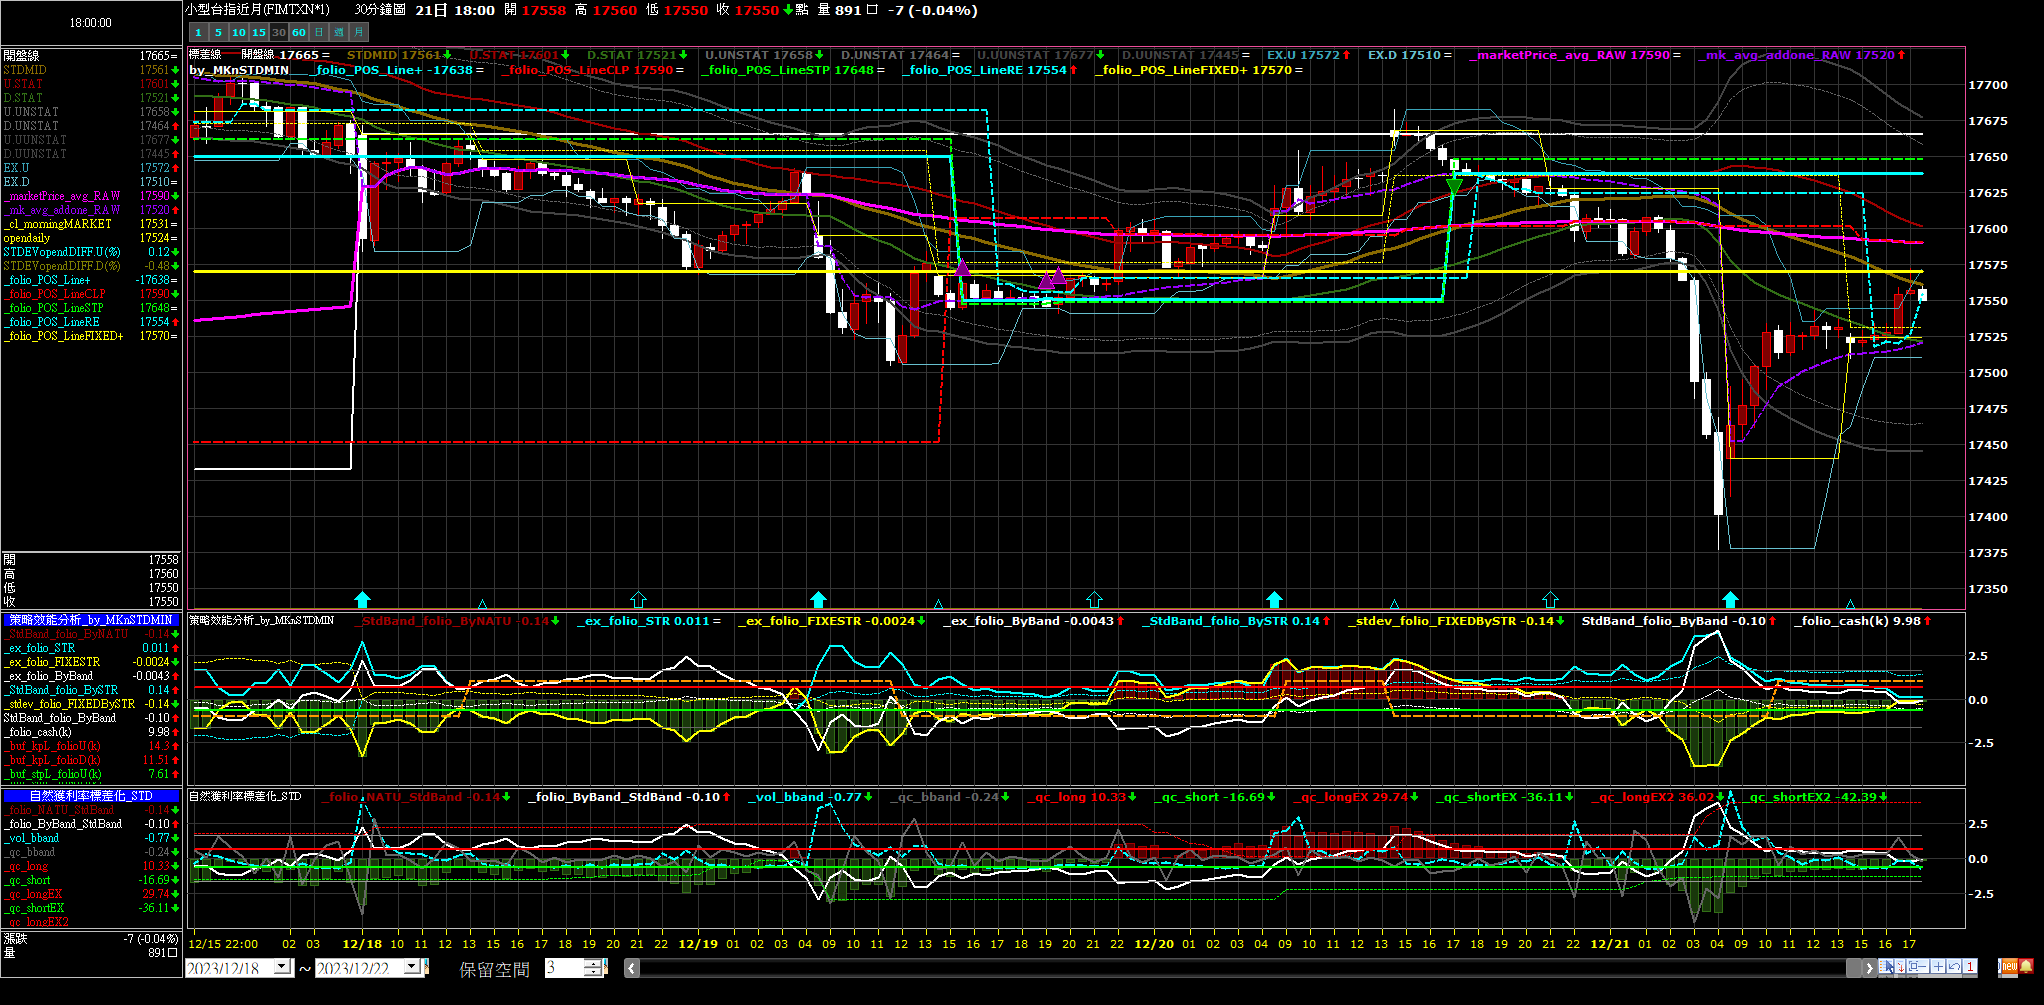 小型台指近月(FIMTXN*1) 30分鐘圖 21日 18:00 開 17558 高 17560 低 17550 收 17550 點 量 891口 -7 (-0.04%)
18:00:00
1 5 10 15 30 60 日 週 月
標差線 開盤線 17665= STDMID 17561 U.STAT 17601 D.STAT 17521 U.UNSTAT 17658 D.UNSTAT 17464= U.UUNSTAT 17677 D.UUNSTAT 17445= EX.U 17572 EX.D 17510= _marketPrice_avg_RAW 17590= _mk_avg_addone_RAW 17520
by_MKnSTDMIN _folio_POS_Line+ -17638= _folio_POS_LineCLP 17590= _folio_POS_LineSTP 17648= _folio_POS_LineRE 17554 _folio_POS_LineFIXED+ 17570=
開盤線 17665=
STDMID 17561
U.STAT 17601
D.STAT 17521
U.UNSTAT 17658
D.UNSTAT 17464
U.UUNSTAT 17677
D.UUNSTAT 17445
EX.U 17572
EX.D 17510=
_marketPrice_avg_RAW 17590
_mk_avg_addone_RAW 17520
_cl_morningMARKET 17531=
opendaily 17524=
STDEVopendDIFF.U(%) 0.12
STDEVopendDIFF.D(%) -0.48
_folio_POS_Line+ -17638=
_folio_POS_LineCLP 17590
_folio_POS_LineSTP 17648=
_folio_POS_LineRE 17554
_folio_POS_LineFIXED+ 17570=
17700
17675
17650
17625
17600
17575
17550
17525
17500
17475
17450
17425
17400
17375
17350
開 17558
高 17560
低 17550
收 17550
策略效能分析_by_MKnSTDMIN
_StdBand_folio_ByNATU -0.14
_ex_folio_STR 0.011
_ex_folio_FIXESTR -0.0024
_ex_folio_ByBand -0.0043
_StdBand_folio_BySTR 0.14
_stdev_folio_FIXEDBySTR -0.14
StdBand_folio_ByBand -0.10
_folio_cash(k) 9.98
_buf_kpL_folioU(k) 14.3
_buf_kpL_folioD(k) 11.51
_buf_stpL_folioU(k) 7.61
策略效能分析_by_MKnSTDMIN _StdBand_folio_ByNATU -0.14 _ex_folio_STR 0.011= _ex_folio_FIXESTR -0.0024 _ex_folio_ByBand -0.0043 _StdBand_folio_BySTR 0.14 _stdev_folio_FIXEDBySTR -0.14 StdBand_folio_ByBand -0.10 _folio_cash(k) 9.98
2.5
0.0
-2.5
自然獲利率標差化_STD
_folio_NATU_StdBand -0.14
_folio_ByBand_StdBand -0.10
_vol_bband -0.77
_qc_bband -0.24
_qc_long 10.33
_qc_short -16.69
_qc_longEX 29.74
_qc_shortEX -36.11
_qc_longEX2
自然獲利率標差化_STD _folio_NATU_StdBand -0.14 _folio_ByBand_StdBand -0.10 _vol_bband -0.77 _qc_bband -0.24 _qc_long 10.33 _qc_short -16.69 _qc_longEX 29.74 _qc_shortEX -36.11 _qc_longEX2 36.02 _qc_shortEX2 -42.39
2.5
0.0
-2.5
漲跌 -7 (-0.04%)
量 891口
12/15 22:00 02 03 12/18 10 11 12 13 15 16 17 18 19 20 21 22 12/19 01 02 03 04 09 10 11 12 13 15 16 17 18 19 20 21 22 12/20 01 02 03 04 09 10 11 12 13 15 16 17 18 19 20 21 22 12/21 01 02 03 04 09 10 11 12 13 15 16 17
2023/12/18 ~ 2023/12/22 保留空間 3
1 new